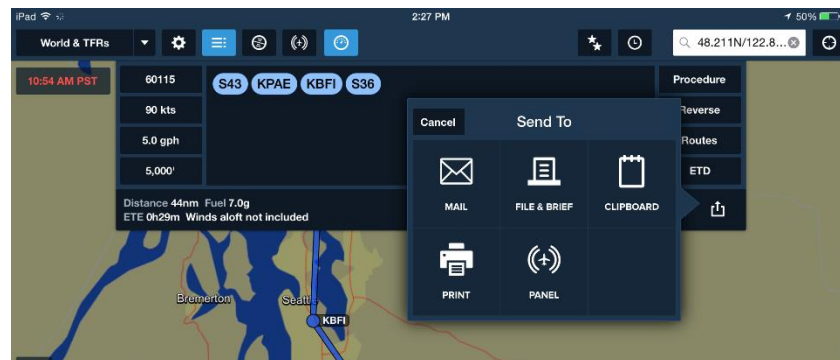 iPad 2:27 PM 50%
World & TFRs 48.211N/122.8...
10:54 AM PST
60115 S43 KPAE KBFI S36 Procedure
90 kts Reverse
5.0 gph Routes
5,000' ETD
Cancel Send To
MAIL FILE & BRIEF CLIPBOARD
PRINT PANEL
Distance 44nm Fuel 7.0g
ETE 0h29m Winds aloft not included
Bremerton Seattle
KBFI